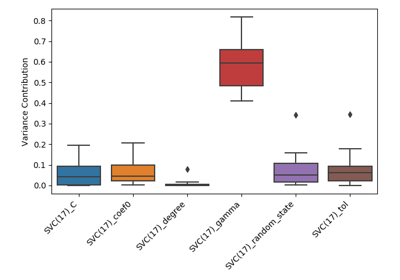 Variance Contribution
0.8
0.7
0.6
0.5
0.4
0.3
0.2
0.1
0.0
SVC(17)_C
SVC(17)_coef0
SVC(17)_degree
SVC(17)_gamma
SVC(17)_random_state
SVC(17)_tol